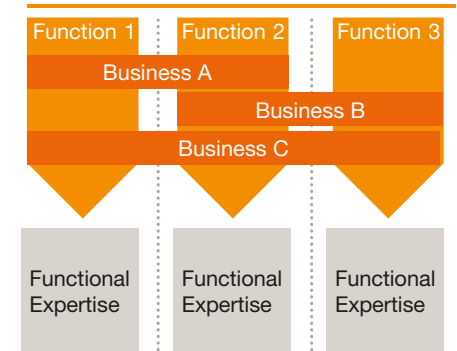 Function 1
Function 2
Function 3
Business A
Business B
Business C
Functional
Expertise
Functional
Expertise
Functional
Expertise